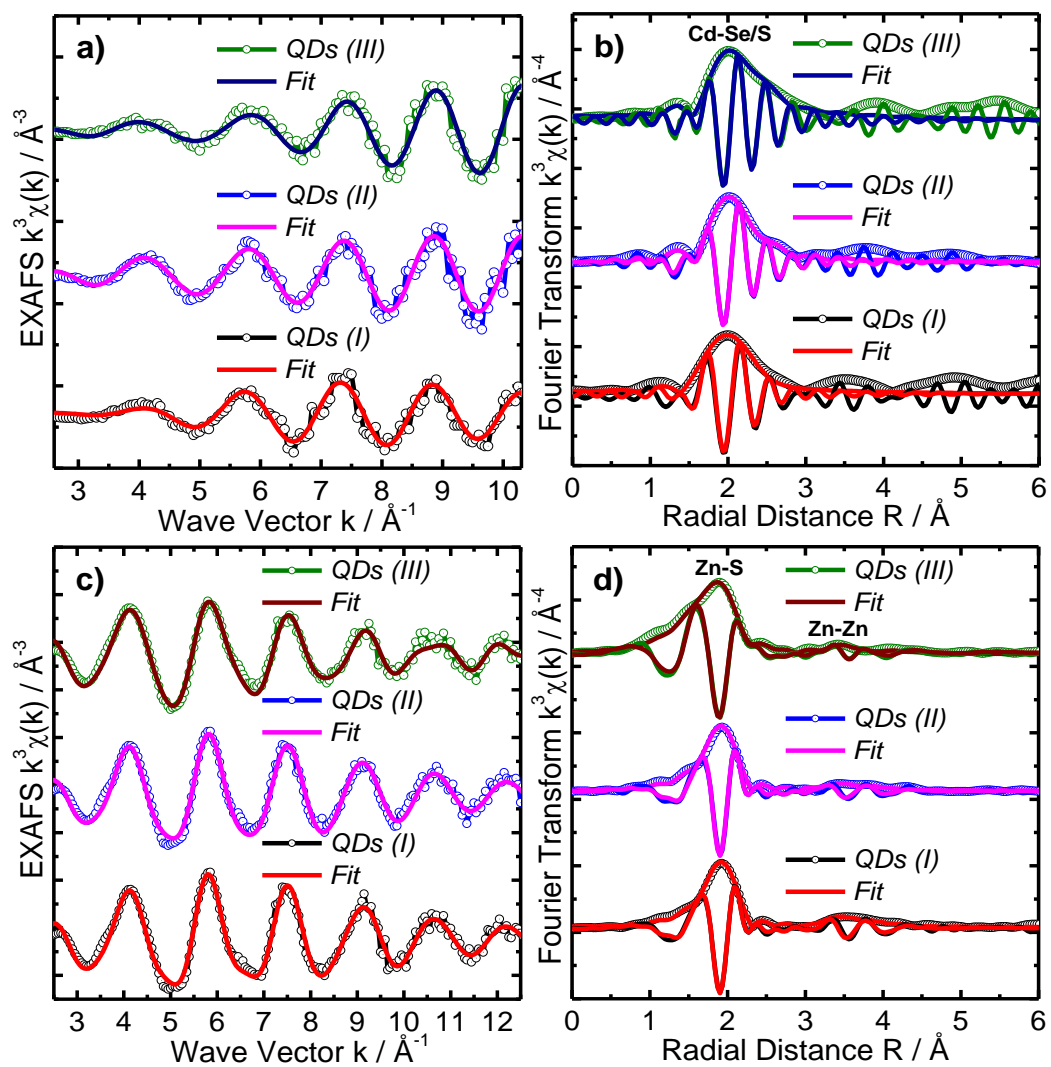 a)
QDs (III)
Fit
QDs (II)
Fit
QDs (I)
Fit
EXAFS k³χ(k) / Å⁻³
3 4 5 6 7 8 9 10
Wave Vector k / Å⁻¹
b)
Cd-Se/S
QDs (III)
Fit
QDs (II)
Fit
QDs (I)
Fit
Fourier Transform k³χ(k) / Å⁻⁴
0 1 2 3 4 5 6
Radial Distance R / Å
c)
QDs (III)
Fit
QDs (II)
Fit
QDs (I)
Fit
EXAFS k³χ(k) / Å⁻³
3 4 5 6 7 8 9 10 11 12
Wave Vector k / Å⁻¹
d)
Zn-S
QDs (III)
Fit
Zn-Zn
QDs (II)
Fit
QDs (I)
Fit
Fourier Transform k³χ(k) / Å⁻⁴
0 1 2 3 4 5 6
Radial Distance R / Å